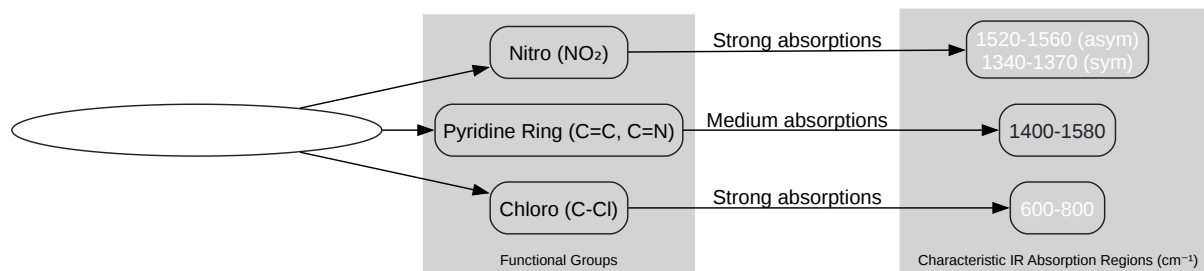 Nitro (NO₂)
Strong absorptions
1520-1560 (asym)
1340-1370 (sym)
Pyridine Ring (C=C, C=N)
Medium absorptions
1400-1580
Chloro (C-Cl)
Strong absorptions
600-800
Functional Groups
Characteristic IR Absorption Regions (cm⁻¹)